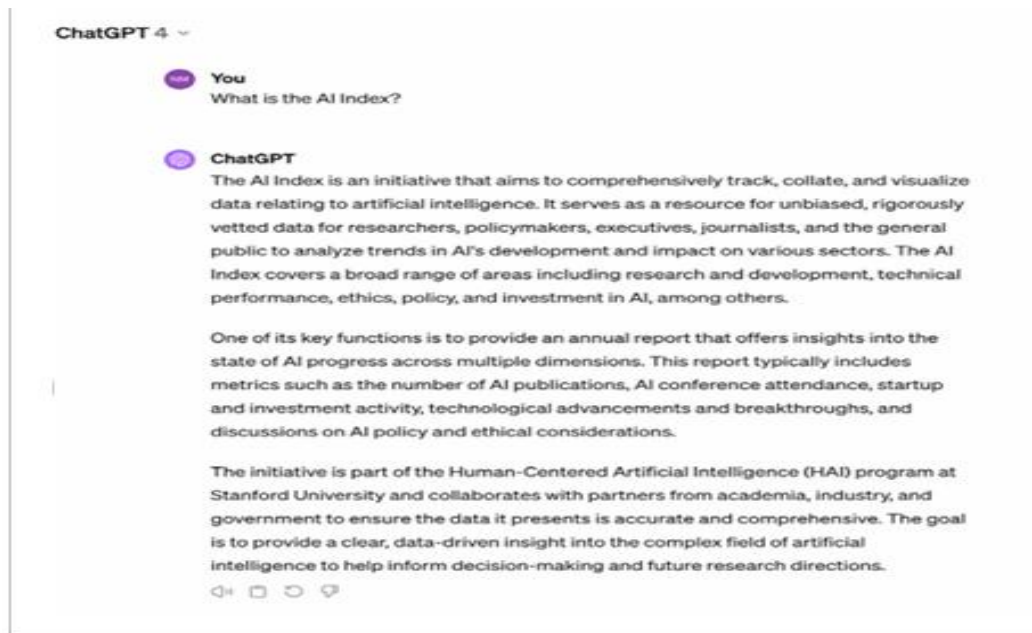 ChatGPT 4
You
What is the AI Index?
ChatGPT
The AI Index is an initiative that aims to comprehensively track, collate, and visualize
data relating to artificial intelligence. It serves as a resource for unbiased, rigorously
vetted data for researchers, policymakers, executives, journalists, and the general
public to analyze trends in AI's development and impact on various sectors. The AI
Index covers a broad range of areas including research and development, technical
performance, ethics, policy, and investment in AI, among others.
One of its key functions is to provide an annual report that offers insights into the
state of AI progress across multiple dimensions. This report typically includes
metrics such as the number of AI publications, AI conference attendance, startup
and investment activity, technological advancements and breakthroughs, and
discussions on AI policy and ethical considerations.
The initiative is part of the Human-Centered Artificial Intelligence (HAI) program at
Stanford University and collaborates with partners from academia, industry, and
government to ensure the data it presents is accurate and comprehensive. The goal
is to provide a clear, data-driven insight into the complex field of artificial
intelligence to help inform decision-making and future research directions.